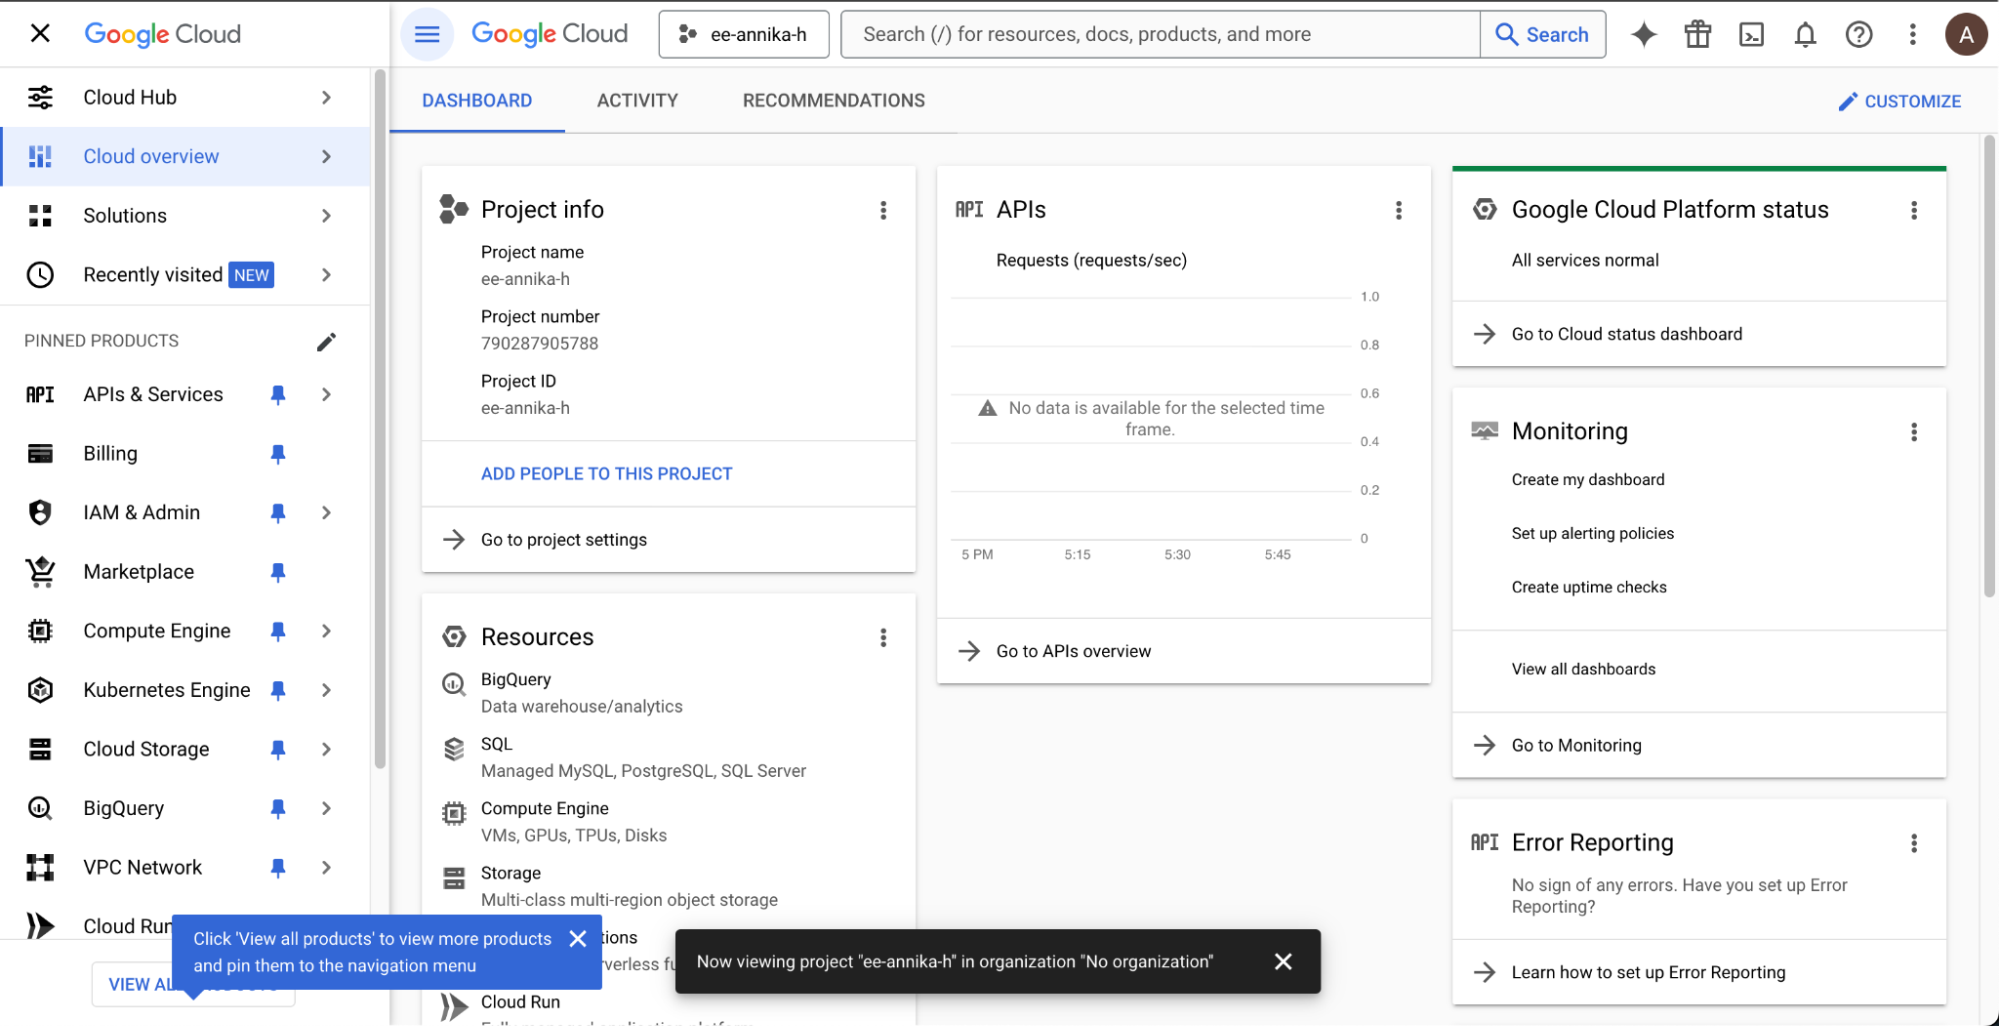 Google Cloud
Cloud Hub
Cloud overview
Solutions
Recently visited NEW
PINNED PRODUCTS
API APIs & Services
Billing
IAM & Admin
Marketplace
Compute Engine
Kubernetes Engine
Cloud Storage
BigQuery
VPC Network
Cloud Run
Click 'View all products' to view more products
and pin them to the navigation menu
VIEW ALL
Google Cloud
ee-annika-h
Search (/) for resources, docs, products, and more
Search
A
DASHBOARD
ACTIVITY
RECOMMENDATIONS
CUSTOMIZE
Project info
Project name
ee-annika-h
Project number
790287905788
Project ID
ee-annika-h
ADD PEOPLE TO THIS PROJECT
Go to project settings
Resources
BigQuery
Data warehouse/analytics
SQL
Managed MySQL, PostgreSQL, SQL Server
Compute Engine
VMs, GPUs, TPUs, Disks
Storage
Multi-class multi-region object storage
Cloud Run
API APIs
Requests (requests/sec)
1.0
0.8
0.6
No data is available for the selected time
frame.
0.4
0.2
0
5 PM 5:15 5:30 5:45
Go to APIs overview
Google Cloud Platform status
All services normal
Go to Cloud status dashboard
Monitoring
Create my dashboard
Set up alerting policies
Create uptime checks
View all dashboards
Go to Monitoring
API Error Reporting
No sign of any errors. Have you set up Error
Reporting?
Learn how to set up Error Reporting
Now viewing project "ee-annika-h" in organization "No organization"